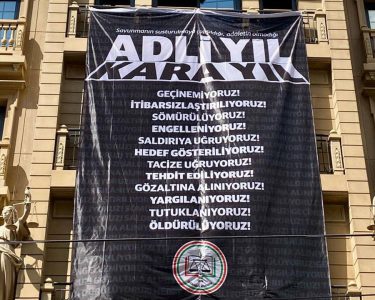 Savunmanın susturulmaya çalışıldığı, adaletin olmadığı
ADLİ YIL
KARA YIL
GEÇİNEMİYORUZ!
İTİBARSIZLAŞTIRILIYORUZ!
SÖMÜRÜLÜYORUZ!
ENGELLENİYORUZ!
SALDIRIYA UĞRUYORUZ!
HEDEF GÖSTERİLİYORUZ!
TACİZE UĞRUYORUZ!
TEHDİT EDİLİYORUZ!
GÖZALTINA ALINIYORUZ!
YARGILANIYORUZ!
TUTUKLANIYORUZ!
ÖLDÜRÜLÜYORUZ!